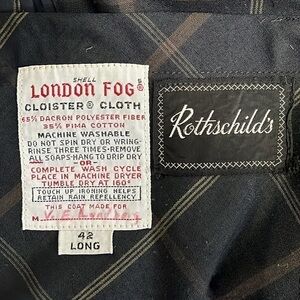 SHELL
LONDON FOG®
CLOISTER® CLOTH
65% DACRON POLYESTER FIBER
35% PIMA COTTON
MACHINE WASHABLE
DO NOT SPIN DRY OR WRING-
RINSE THREE TIMES-REMOVE
ALL SOAPS-HANG TO DRIP DRY
-OR-
COMPLETE WASH CYCLE
PLACE IN MACHINE DRYER
TUMBLE DRY AT 160°
TOUCH UP IRONING HELPS
RETAIN RAIN REPELLENCY.
THIS COAT MADE FOR
M
42
LONG
Rothschild's